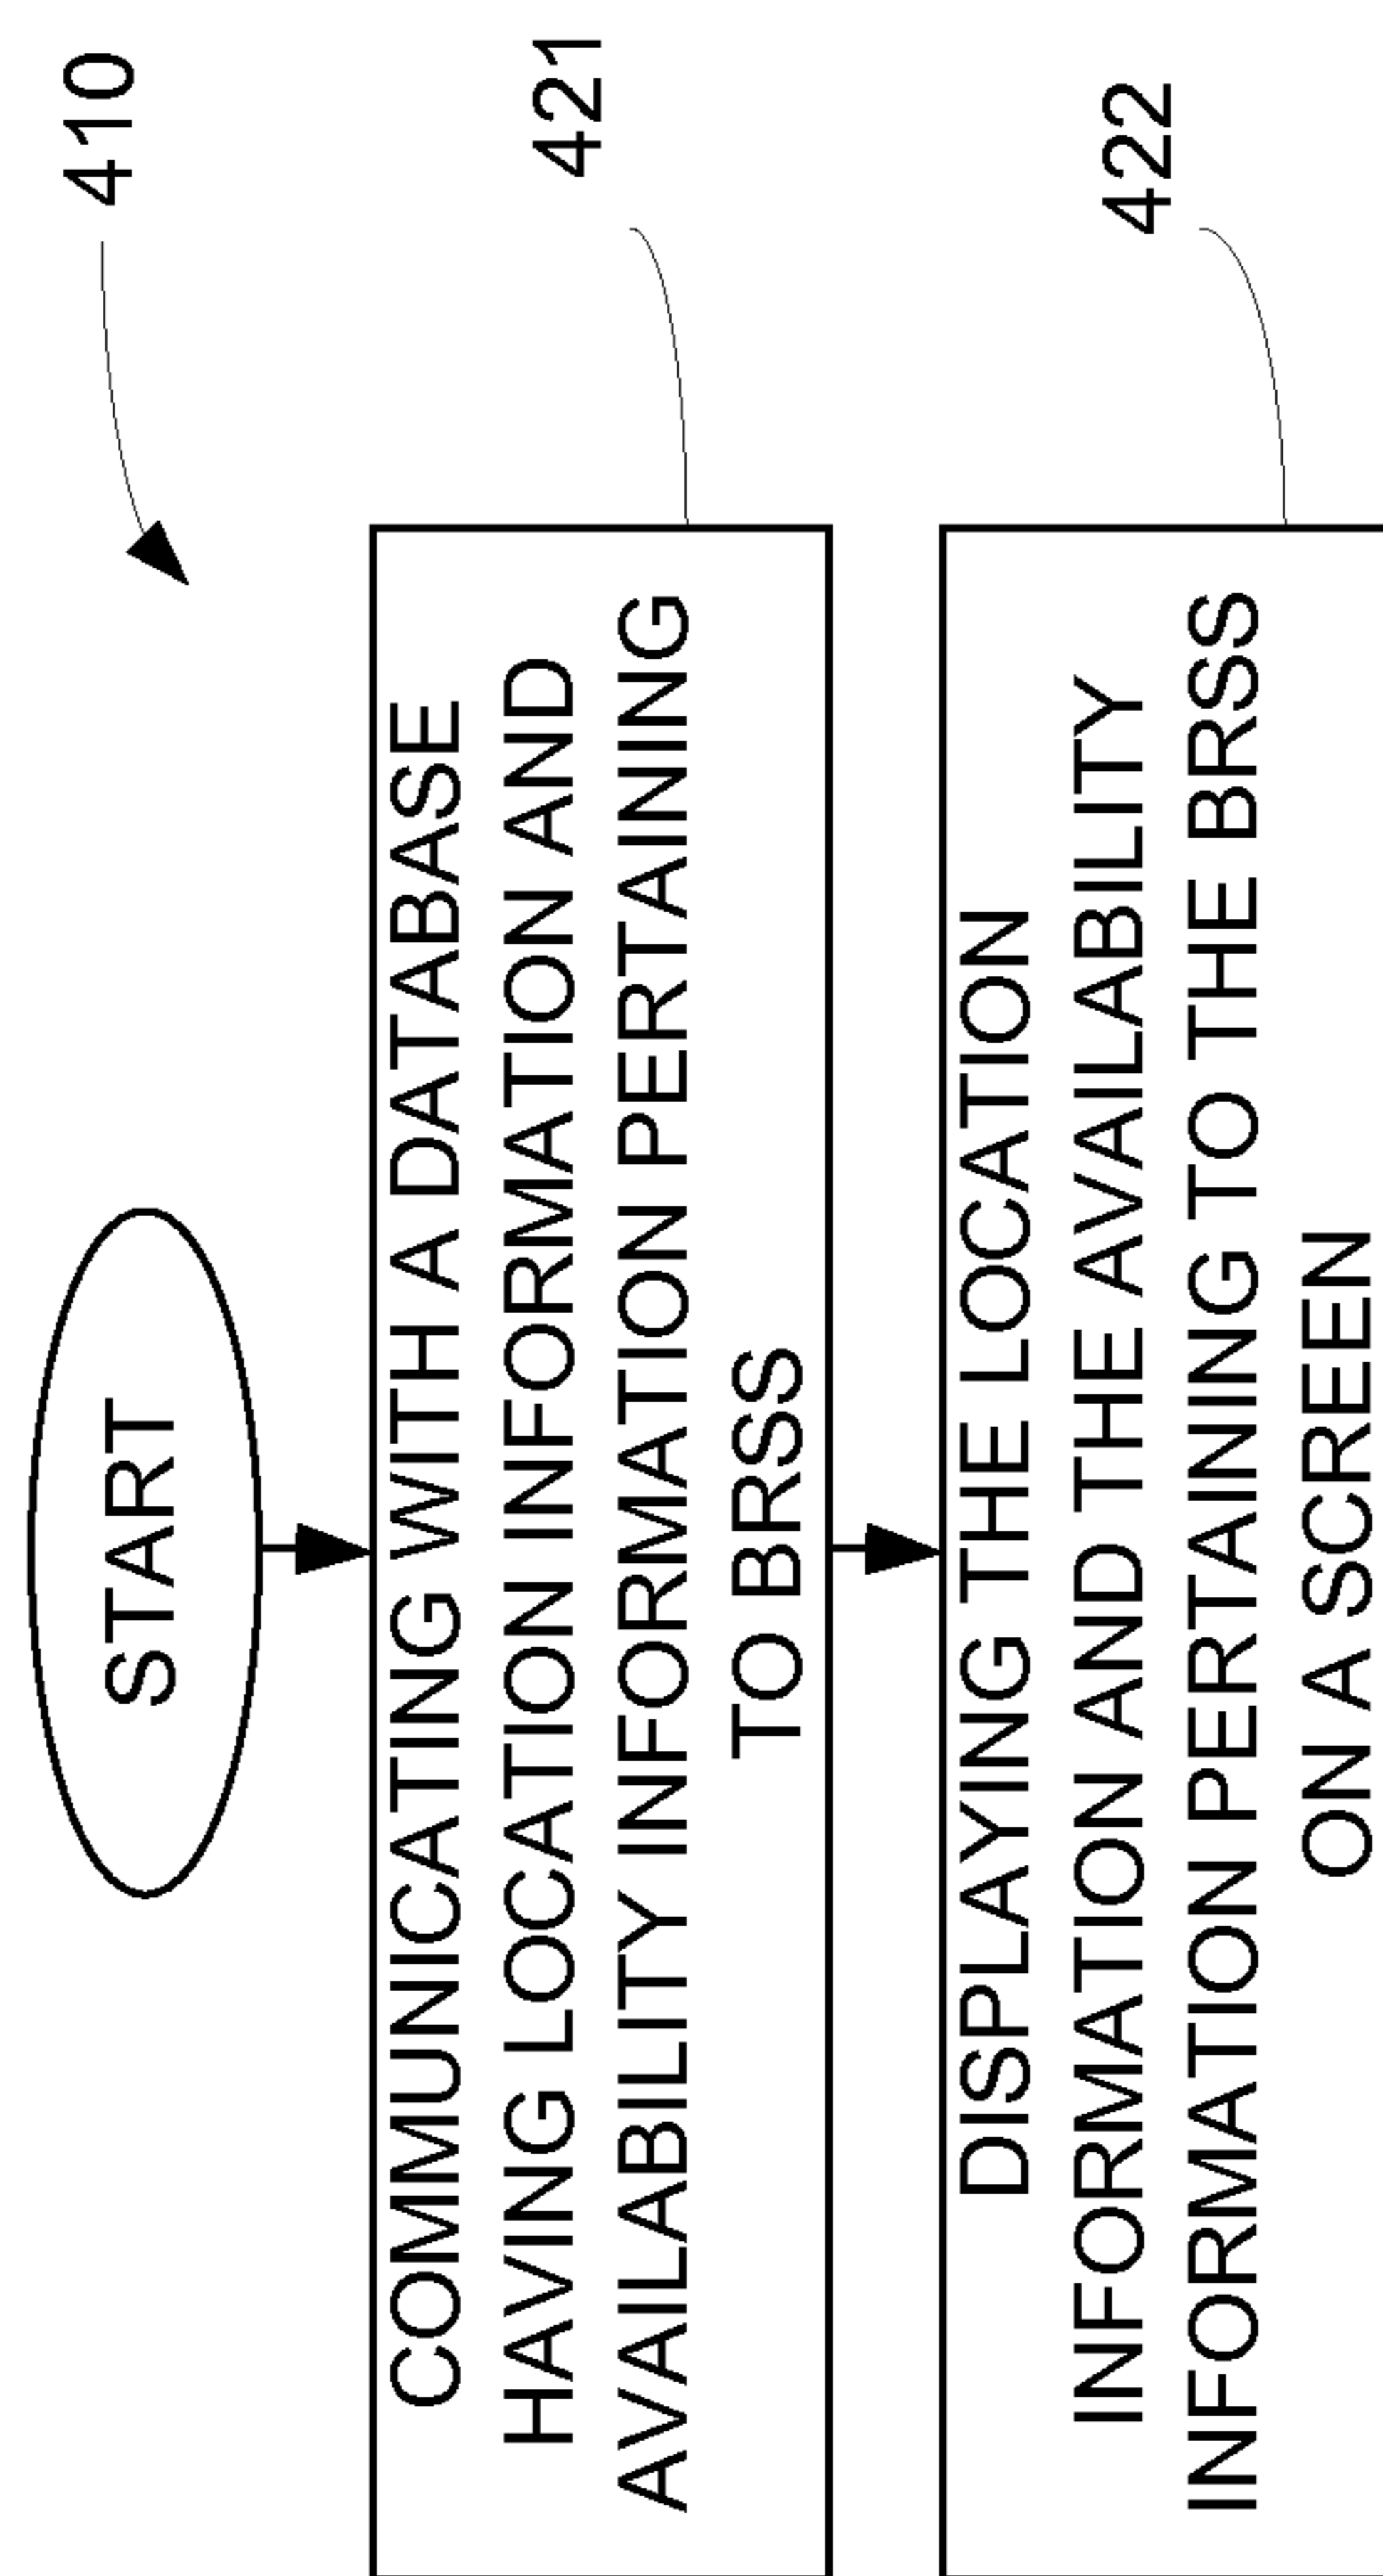 410
START
421
COMMUNICATING WITH A DATABASE
HAVING LOCATION INFORMATION AND
AVAILABILITY INFORMATION PERTAINING
TO BRSS
422
DISPLAYING THE LOCATION
INFORMATION AND THE AVAILABILITY
INFORMATION PERTAINING TO THE BRSS
ON A SCREEN